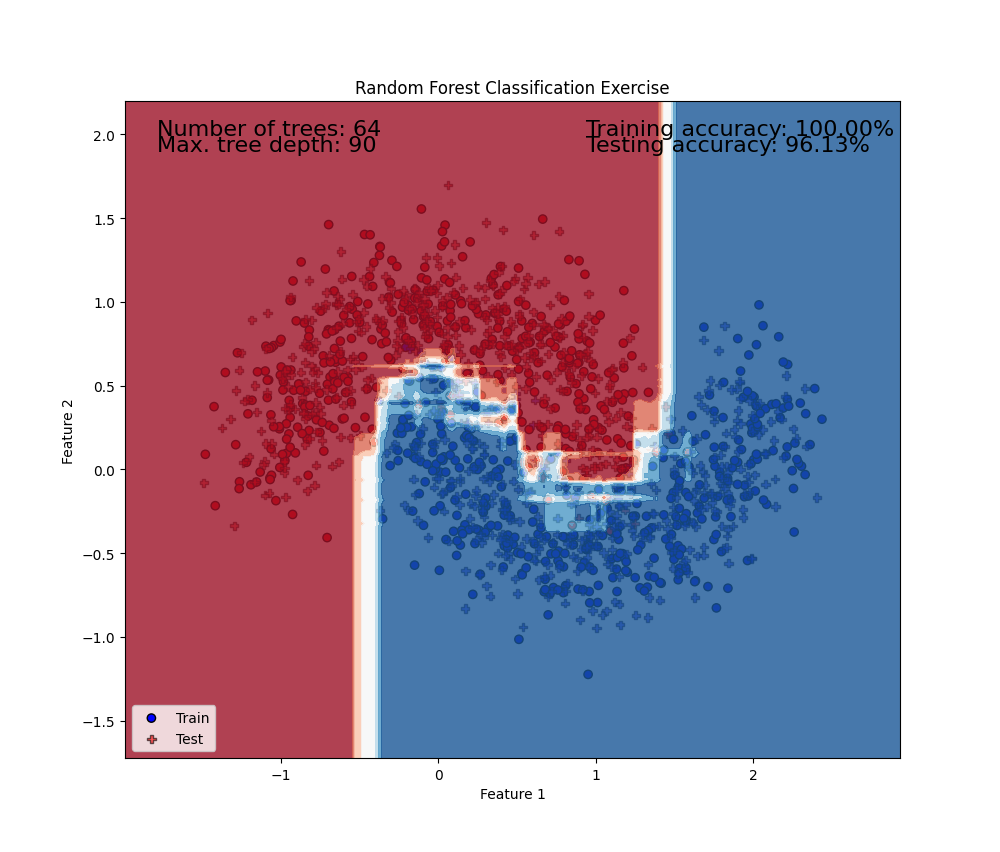 Random Forest Classification Exercise
Number of trees: 64
Max. tree depth: 90
Training accuracy: 100.00%
Testing accuracy: 96.13%
2.0
1.5
1.0
0.5
0.0
−0.5
−1.0
−1.5
Feature 2
Train
Test
−1
0
1
2
Feature 1